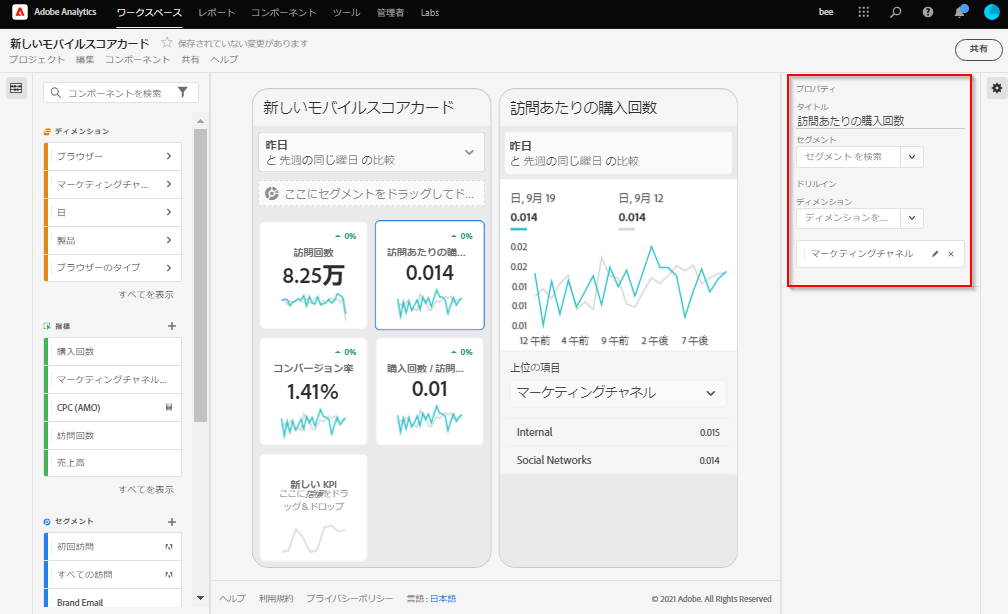 Adobe Analytics ワークスペース レポート コンポーネント ツール 管理者 Labs bee
新しいモバイルスコアカード 保存されていない変更があります
プロジェクト 編集 コンポーネント 共有 ヘルプ
共有
コンポーネントを検索
ディメンション
ブラウザー
マーケティングチャ...
日
製品
ブラウザーのタイプ
すべてを表示
指標
購入回数
マーケティングチャネル...
CPC (AMO)
訪問回数
売上高
すべてを表示
セグメント
初回訪問
すべての訪問
Brand Email
新しいモバイルスコアカード
昨日
と 先週の同じ曜日 の比較
ここにセグメントをドラッグしてド...
0%
訪問回数
8.25万
0%
訪問あたりの購...
0.014
0%
コンバージョン率
1.41%
0%
購入回数 / 訪問...
0.01
新しい KPI
ここに指標をドラ
ッグ＆ドロップ
訪問あたりの購入回数
昨日
と 先週の同じ曜日 の比較
日, 9月 19 日, 9月 12
0.014 0.014
0.02
0.02
0.01
0.01
0.01
12 午前 4 午前 9 午前 2 午後 7 午後
上位の項目
マーケティングチャネル
Internal 0.015
Social Networks 0.014
プロパティ
タイトル
訪問あたりの購入回数
セグメント
セグメント を検索
ドリルイン
ディメンション
ディメンションを...
マーケティングチャネル
ヘルプ 利用規約 プライバシーポリシー 言語 : 日本語
© 2021 Adobe. All Rights Reserved